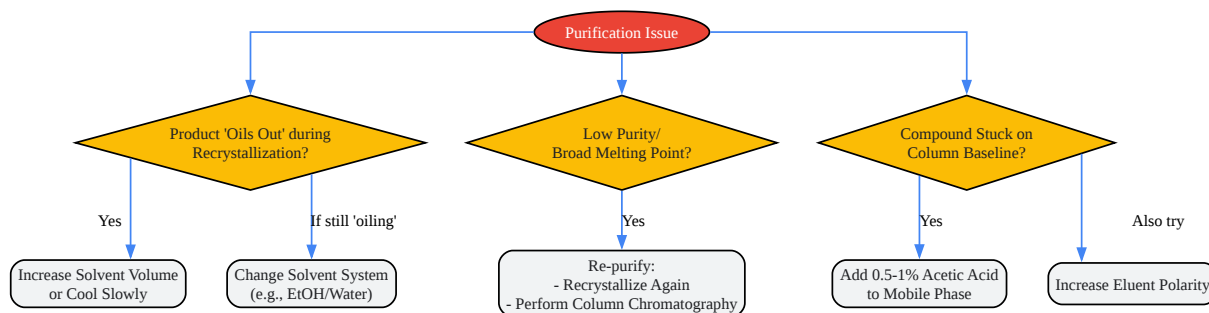 Purification Issue
Product 'Oils Out' during
Recrystallization?
Low Purity/
Broad Melting Point?
Compound Stuck on
Column Baseline?
Yes
If still 'oiling'
Yes
Yes
Also try
Increase Solvent Volume
or Cool Slowly
Change Solvent System
(e.g., EtOH/Water)
Re-purify:
- Recrystallize Again
- Perform Column Chromatography
Add 0.5-1% Acetic Acid
to Mobile Phase
Increase Eluent Polarity